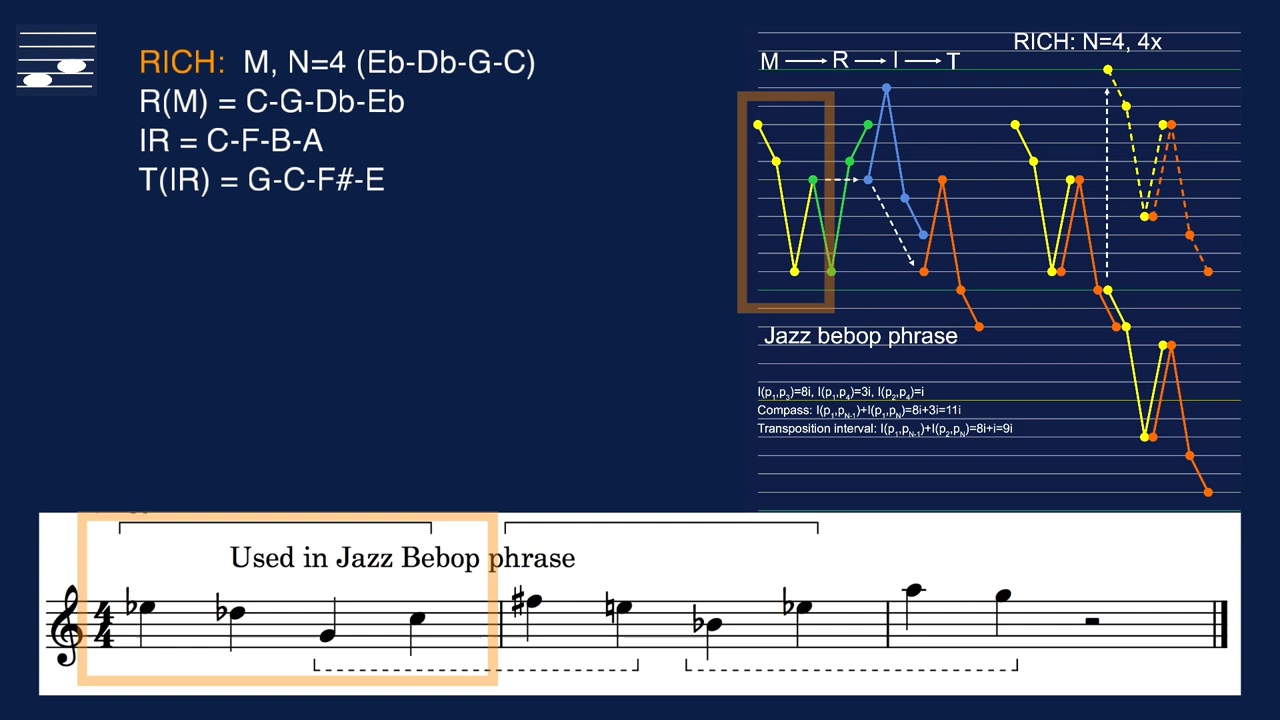 RICH: M, N=4 (Eb-Db-G-C)
R(M) = C-G-Db-Eb
IR = C-F-B-A
T(IR) = G-C-F#-E
RICH: N=4, 4x
M → R → I → T
Jazz bebop phrase
I(p₁,p₃)=8i, I(p₁,p₄)=3i, I(p₂,p₄)=i
Compass: I(p₁,pN-1)+I(p₁,pN)=8i+3i=11i
Transposition interval: I(p₁,pN-1)+I(p₂,pN)=8i+i=9i
Used in Jazz Bebop phrase
4
4